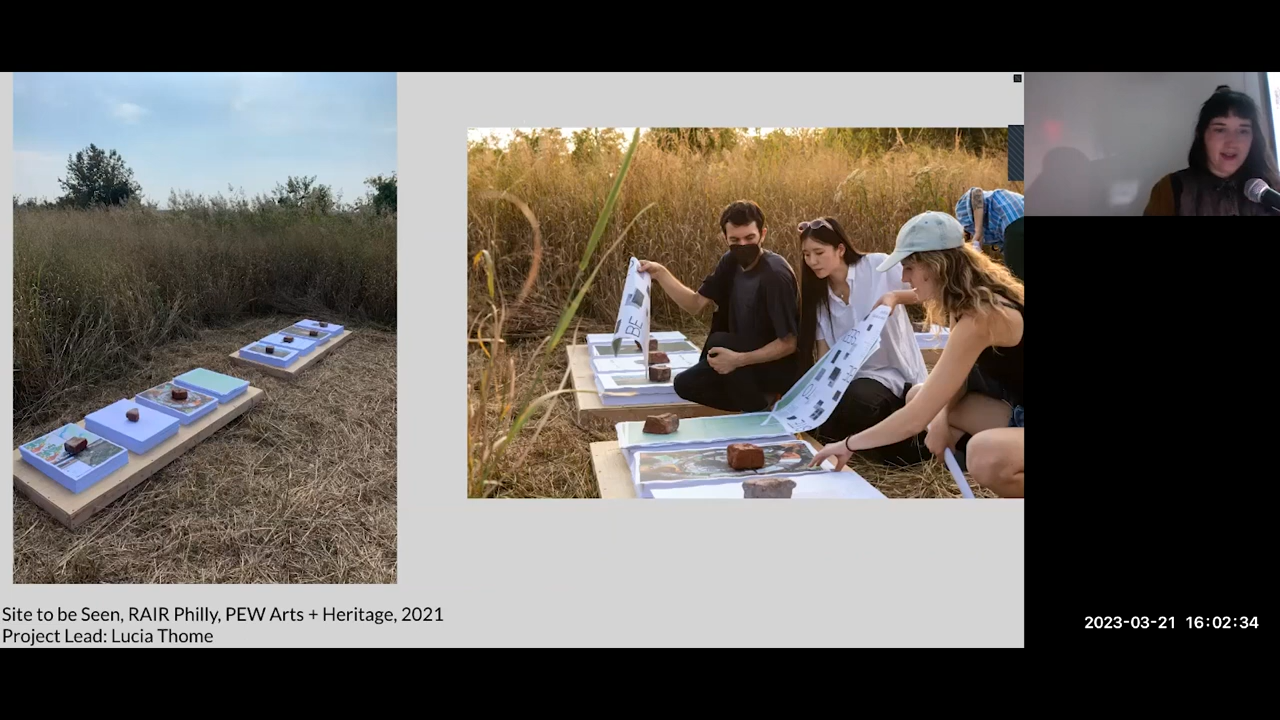 BE
Site to be Seen, RAIR Philly, PEW Arts + Heritage, 2021
Project Lead: Lucia Thome
2023-03-21 16:02:34